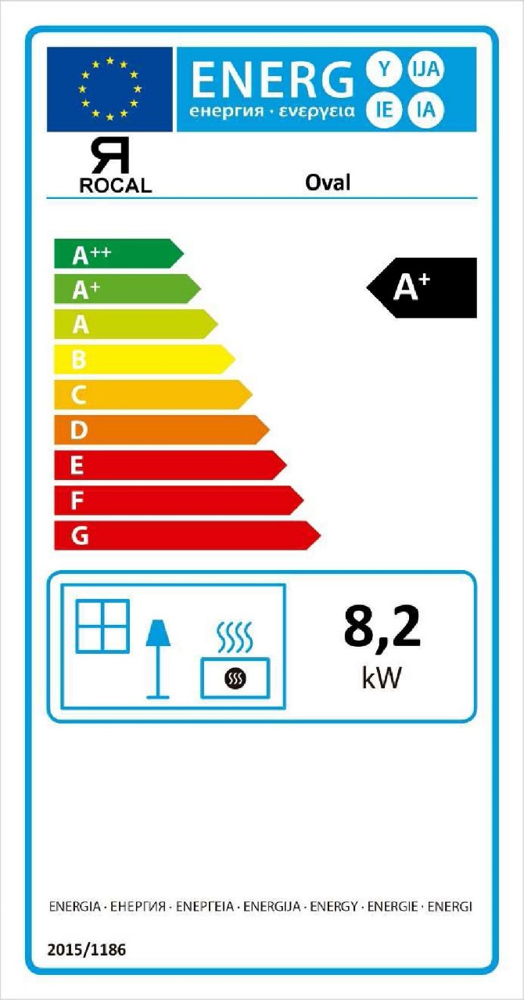 ENERG Y IJA
енергия · ενεργεια IE IA
Я
ROCAL
Oval
A++
A+
A
B
C
D
E
F
G
A+
8,2
kW
ENERGIA · ЕНЕРГИЯ · ΕΝΕΡΓΕΙΑ · ENERGIJA · ENERGY · ENERGIE · ENERGI
2015/1186